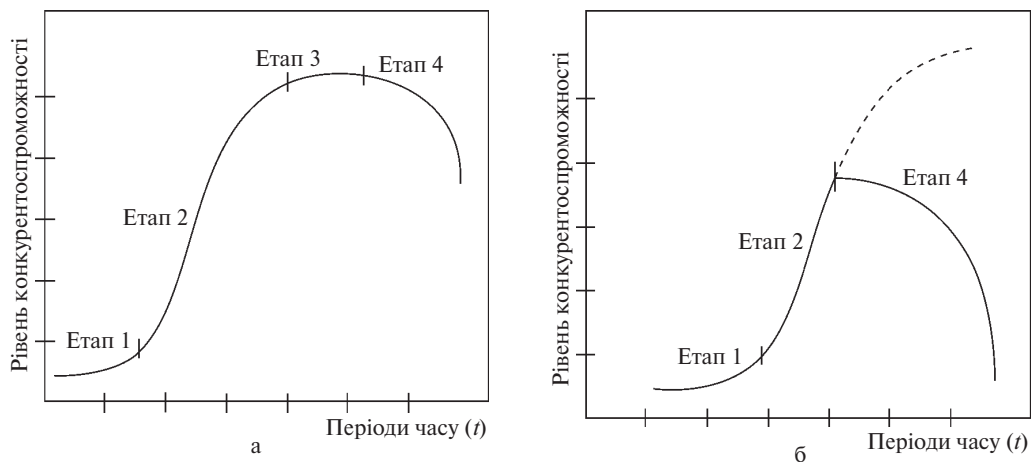 Рівень конкурентоспроможності
Етап 1
Етап 2
Етап 3
Етап 4
Періоди часу (t)
а
Рівень конкурентоспроможності
Етап 1
Етап 2
Етап 4
Періоди часу (t)
б